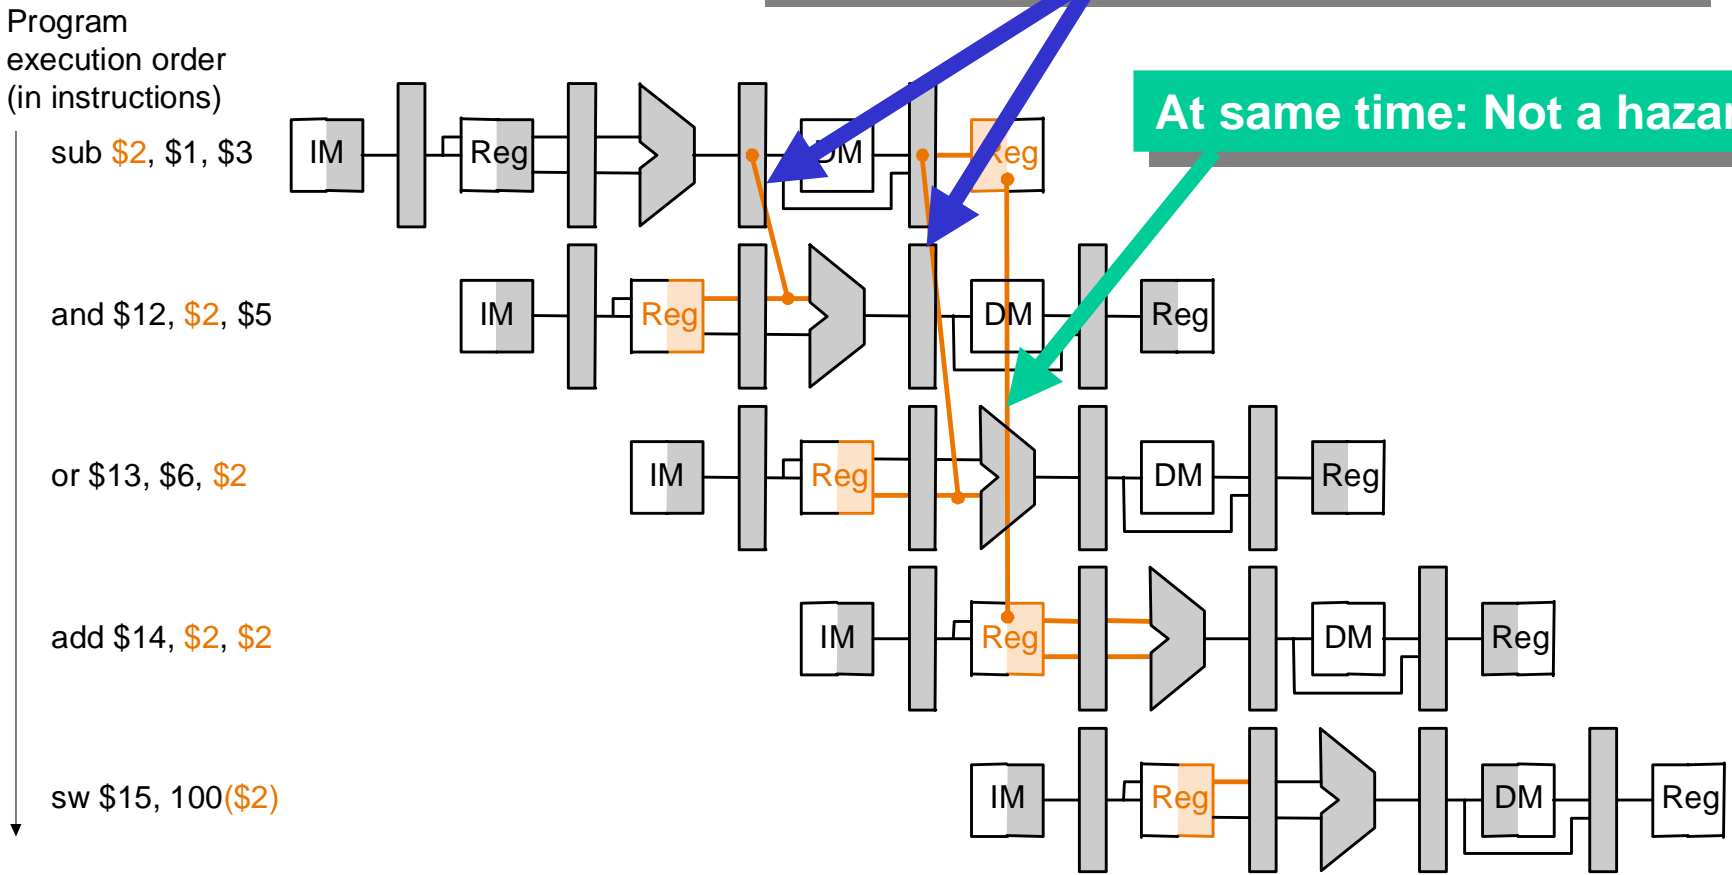 Program
execution order
(in instructions)
At same time: Not a hazar
sub $2, $1, $3
IM Reg DM Reg
and $12, $2, $5
IM Reg DM Reg
or $13, $6, $2
IM Reg DM Reg
add $14, $2, $2
IM Reg DM Reg
sw $15, 100($2)
IM Reg DM Reg